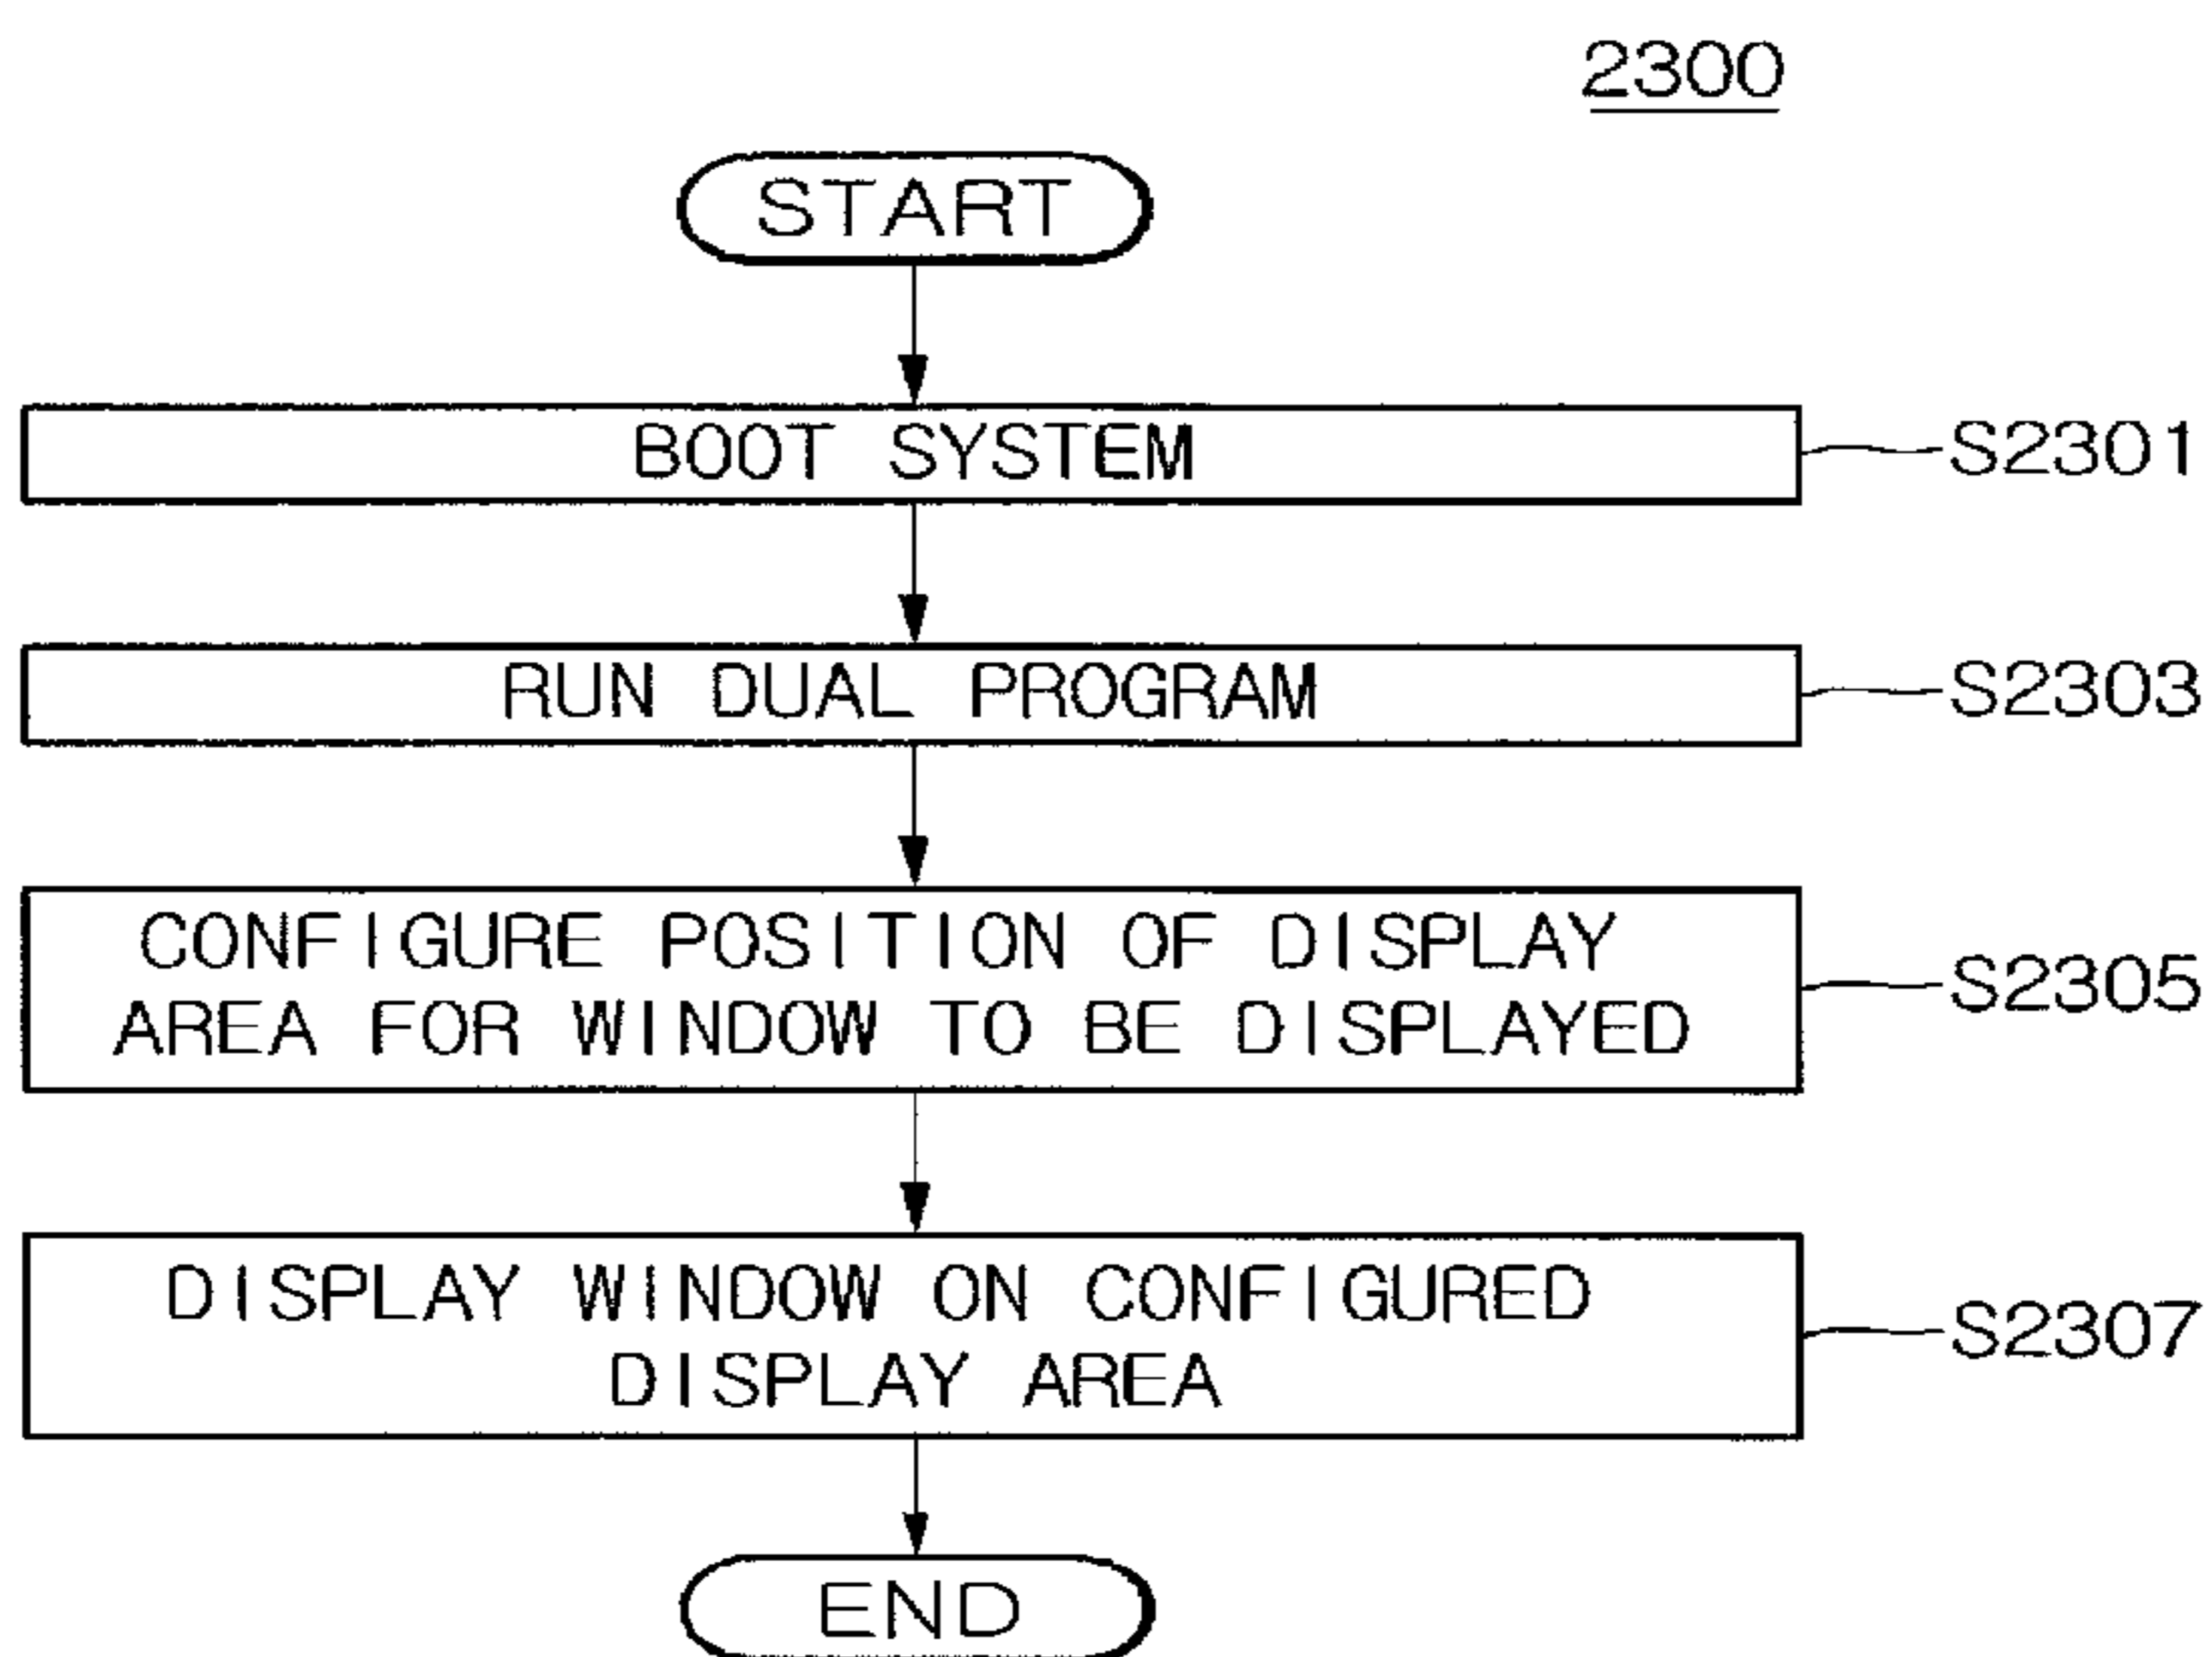 2300
START
BOOT SYSTEM
S2301
RUN DUAL PROGRAM
S2303
CONFIGURE POSITION OF DISPLAY
AREA FOR WINDOW TO BE DISPLAYED
S2305
DISPLAY WINDOW ON CONFIGURED
DISPLAY AREA
S2307
END